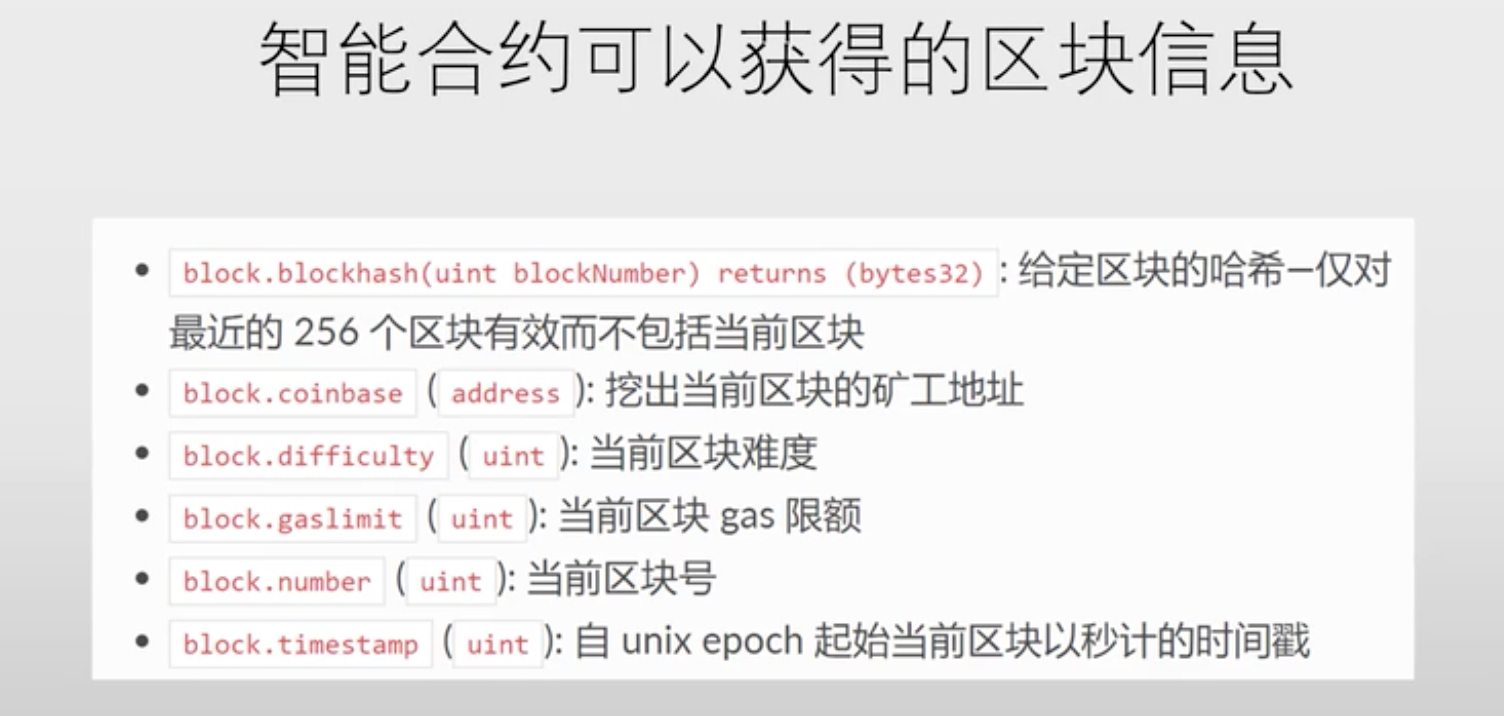 智能合约可以获得的区块信息
• block.blockhash(uint blockNumber) returns (bytes32) : 给定区块的哈希—仅对
最近的 256 个区块有效而不包括当前区块
• block.coinbase ( address ): 挖出当前区块的矿工地址
• block.difficulty ( uint ): 当前区块难度
• block.gaslimit ( uint ): 当前区块 gas 限额
• block.number ( uint ): 当前区块号
• block.timestamp ( uint ): 自 unix epoch 起始当前区块以秒计的时间戳